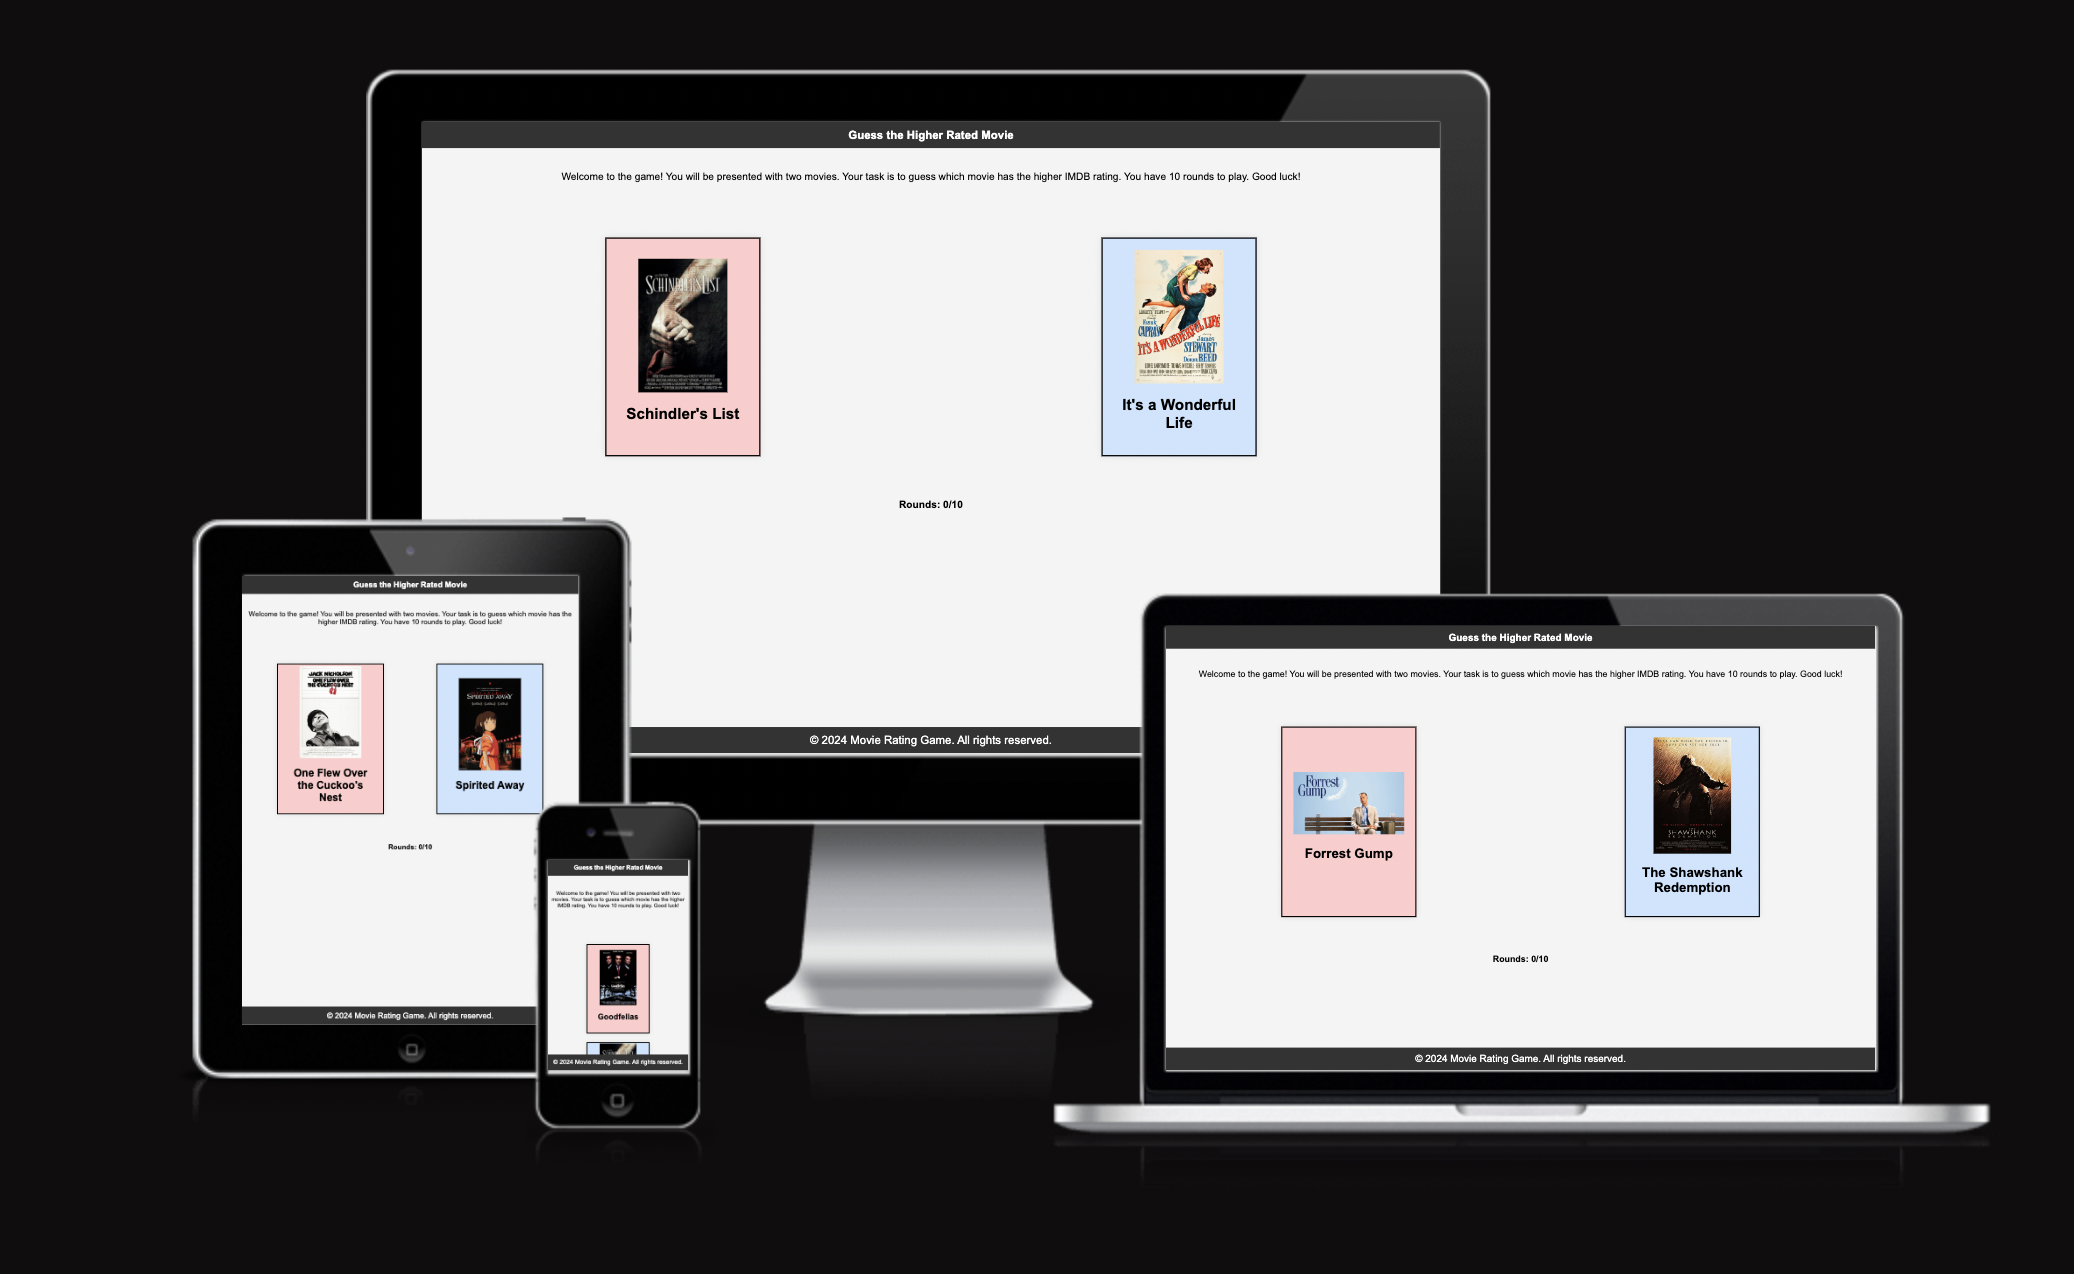 Guess the Higher Rated Movie
Welcome to the game! You will be presented with two movies. Your task is to guess which movie has the higher IMDB rating. You have 10 rounds to play. Good luck!
SCHINDLER'S LIST
Schindler's List
FRANK
CAPRA'S
IT'S A WONDERFUL LIFE
James
STEWART
Donna REED
It's a Wonderful
Life
Rounds: 0/10
© 2024 Movie Rating Game. All rights reserved.
Guess the Higher Rated Movie
Welcome to the game! You will be presented with two movies. Your task is to guess which movie has the
higher IMDB rating. You have 10 rounds to play. Good luck!
JACK NICHOLSON
ONE FLEW OVER
THE CUCKOO'S NEST
One Flew Over
the Cuckoo's
Nest
SPIRITED AWAY
Spirited Away
Rounds: 0/10
© 2024 Movie Rating Game. All rights reserved.
Guess the Higher Rated Movie
Welcome to the game! You will be presented with two
movies. Your task is to guess which movie has the higher
IMDB rating. You have 10 rounds to play. Good luck!
Goodfellas
© 2024 Movie Rating Game. All rights reserved.
Guess the Higher Rated Movie
Welcome to the game! You will be presented with two movies. Your task is to guess which movie has the higher IMDB rating. You have 10 rounds to play. Good luck!
Forrest
Gump
Forrest Gump
SHAWSHANK
The Shawshank
Redemption
Rounds: 0/10
© 2024 Movie Rating Game. All rights reserved.